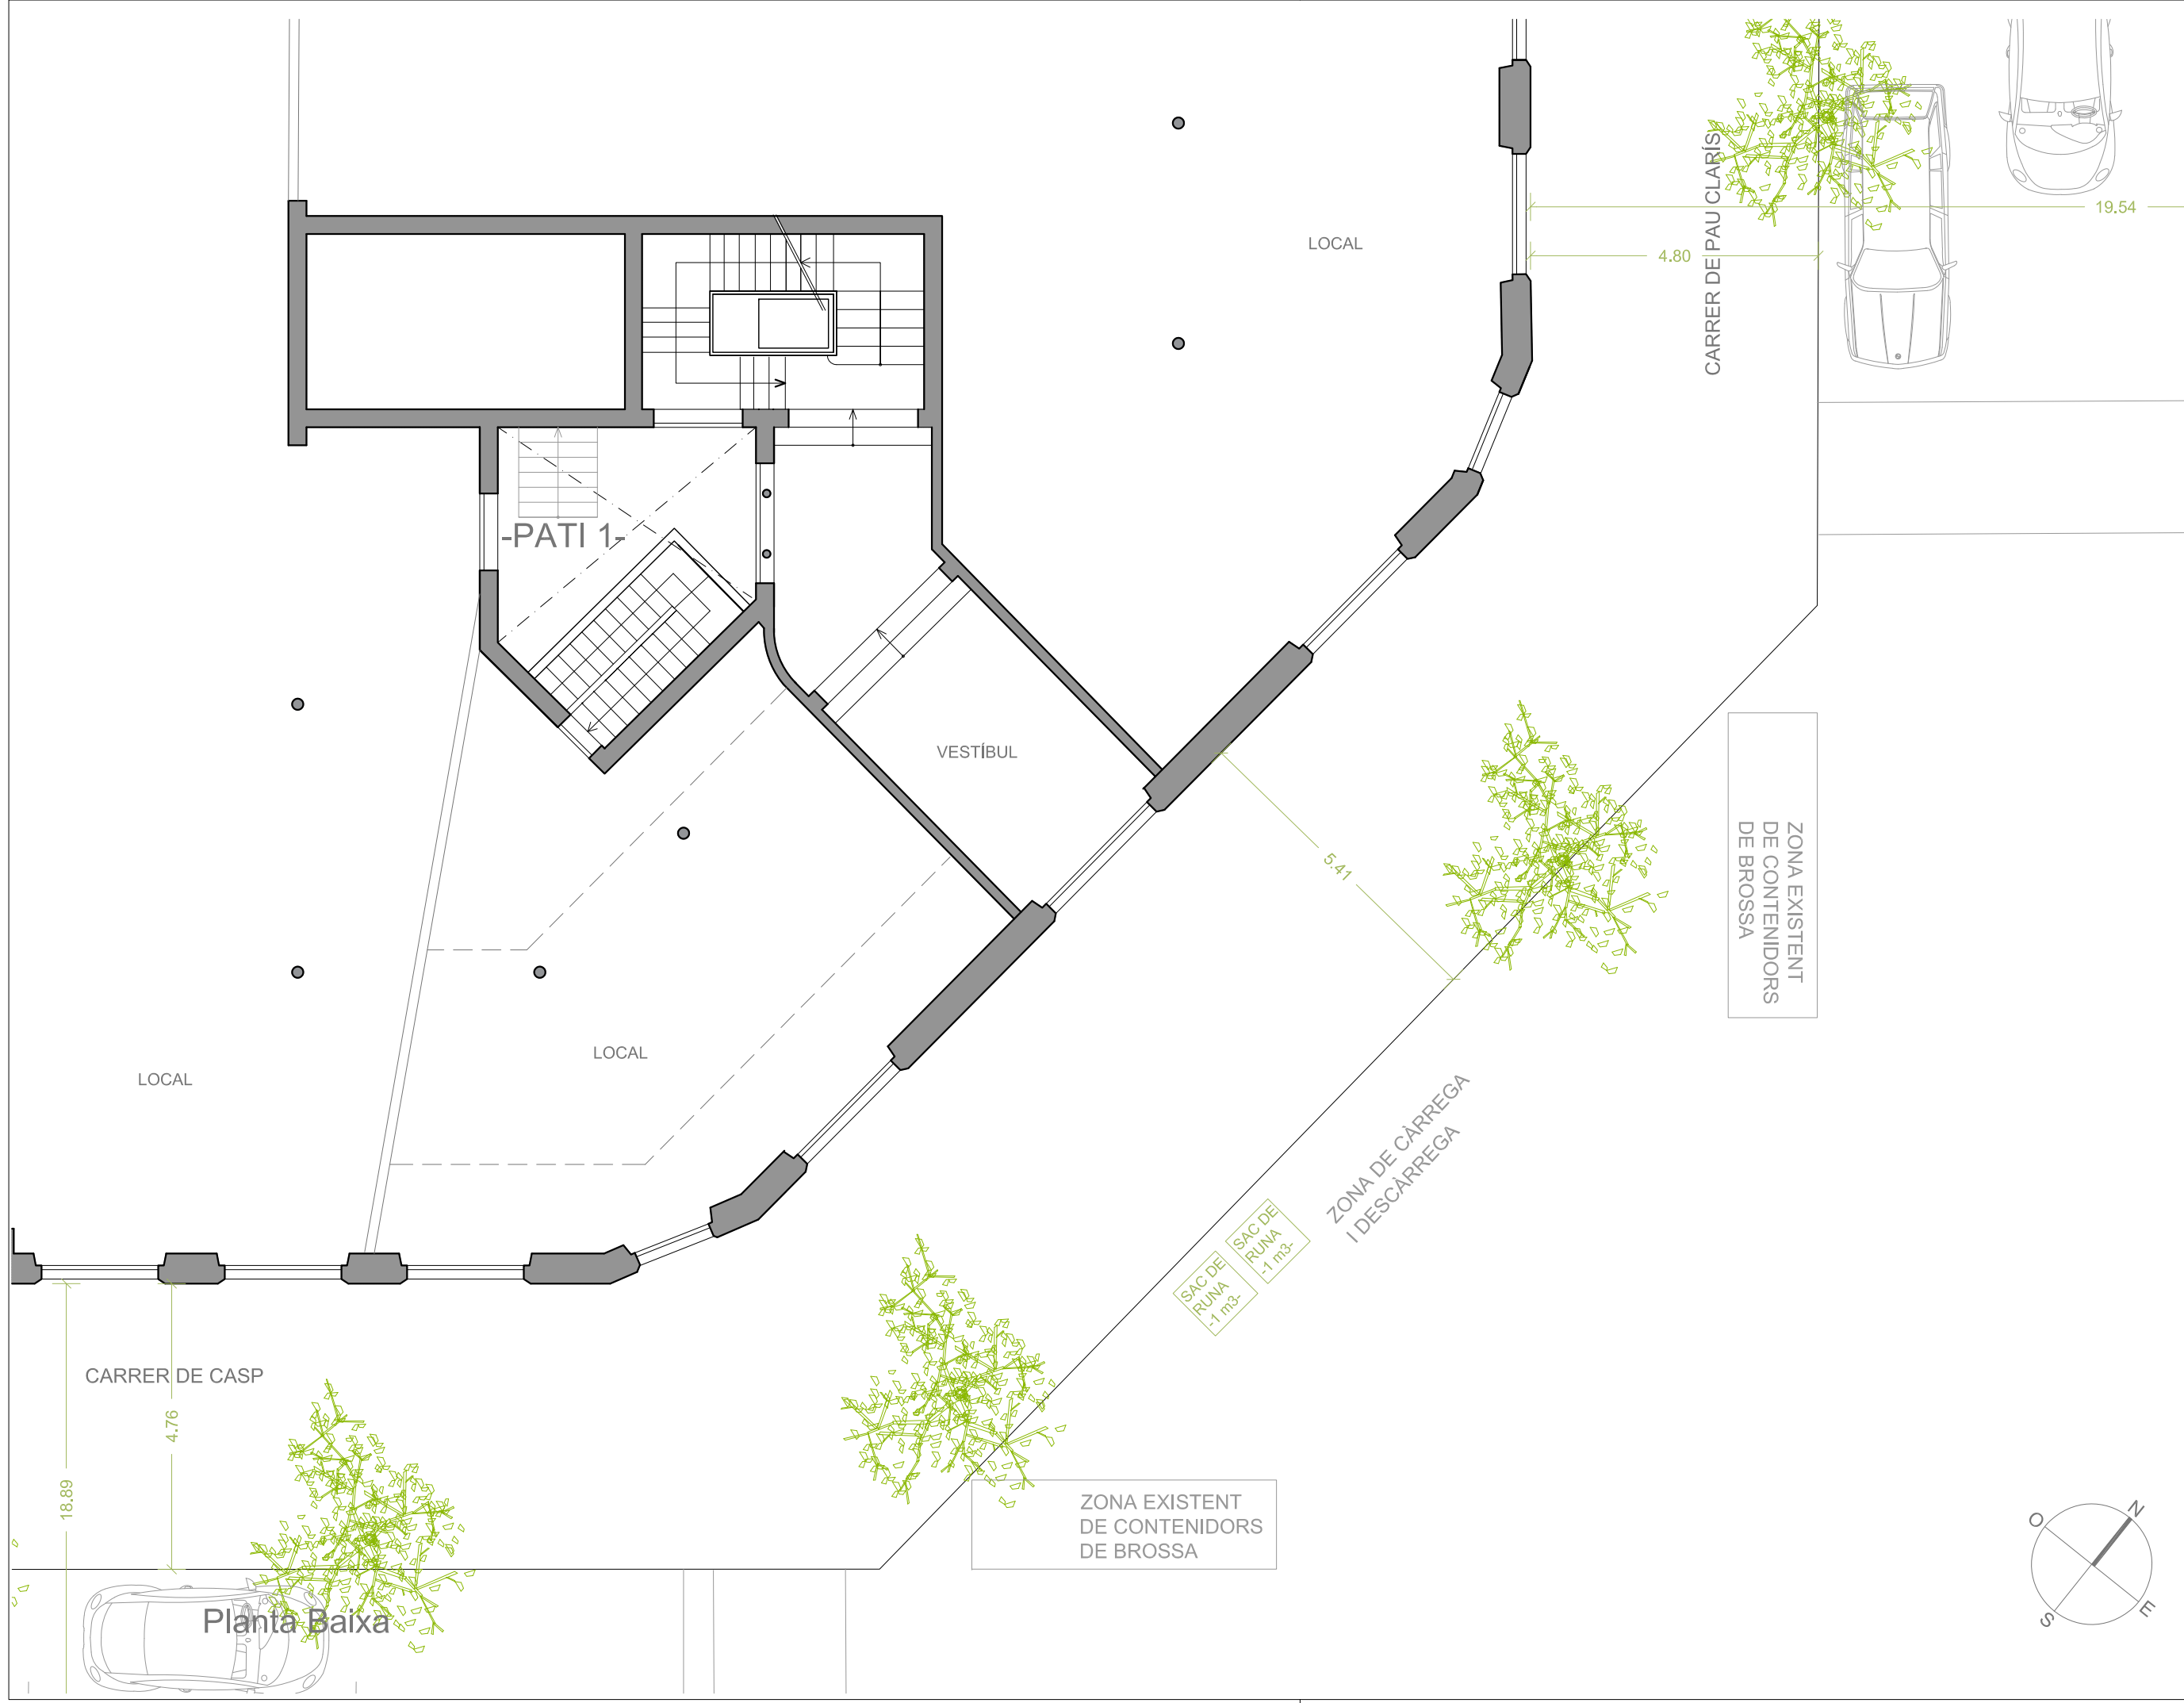 CARRER DE PAU CLARÍS
19.54
LOCAL
4.80
-PATI 1-
VESTÍBUL
5.41
ZONA EXISTENT
DE CONTENIDORS
DE BROSSA
LOCAL
LOCAL
ZONA DE CÀRREGA
I DESCÀRREGA
SAC DE
RUNA
-1 m3-
SAC DE
RUNA
-1 m3-
CARRER DE CASP
4.76
18.89
ZONA EXISTENT
DE CONTENIDORS
DE BROSSA
Planta Baixa
N
O
S
E